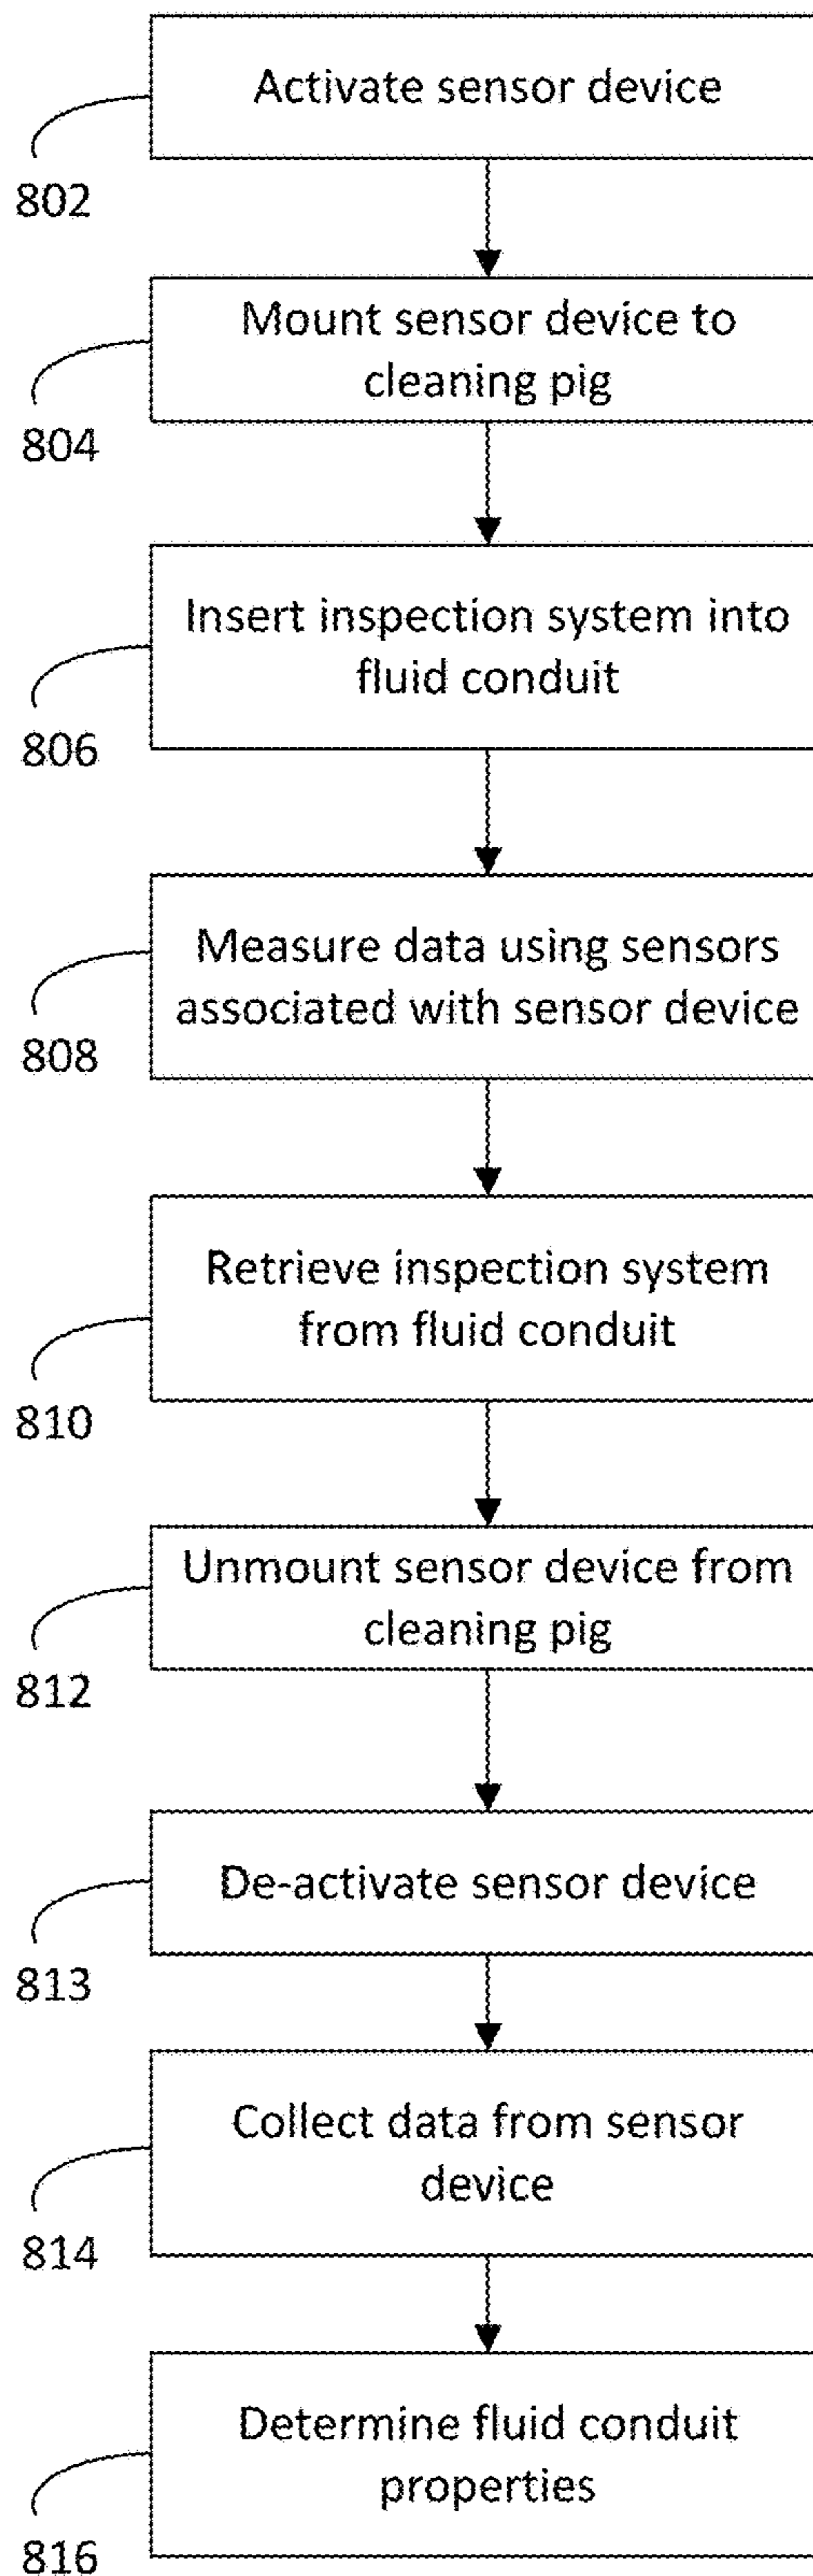 Activate sensor device
802
Mount sensor device to
cleaning pig
804
Insert inspection system into
fluid conduit
806
Measure data using sensors
associated with sensor device
808
Retrieve inspection system
from fluid conduit
810
Unmount sensor device from
cleaning pig
812
De-activate sensor device
813
Collect data from sensor
device
814
Determine fluid conduit
properties
816